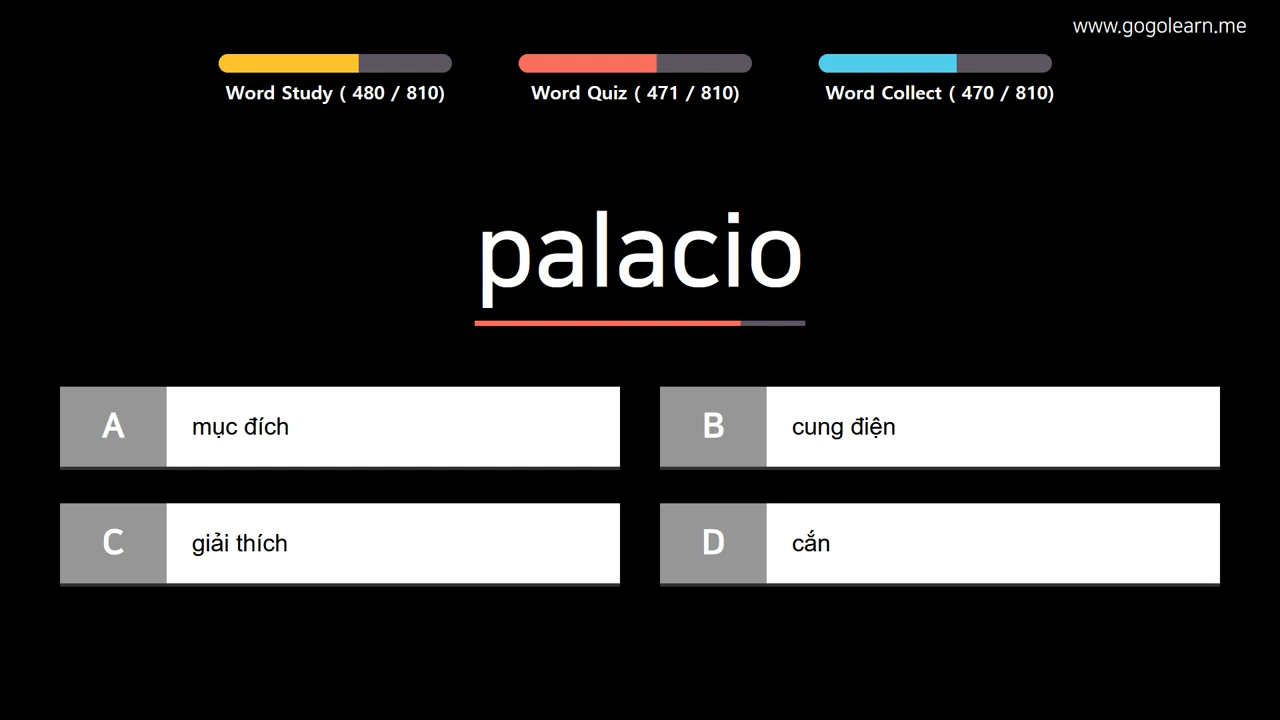 www.gogolearn.me
Word Study ( 480 / 810)
Word Quiz ( 471 / 810)
Word Collect ( 470 / 810)
palacio
A mục đích
B cung điện
C giải thích
D cắn